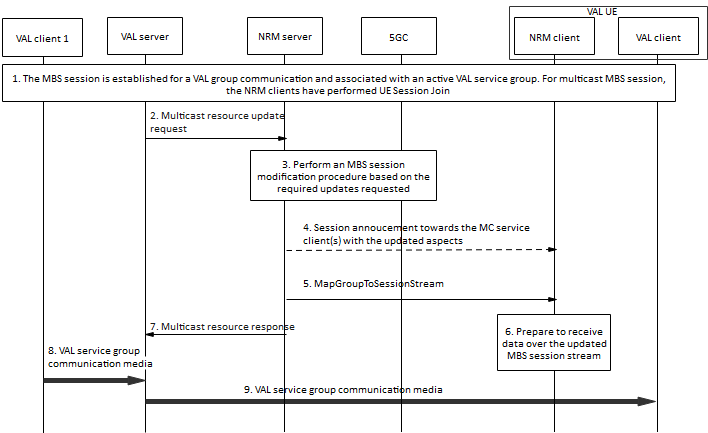 VAL UE
VAL client 1
VAL server
NRM server
5GC
NRM client
VAL client
1. The MBS session is established for a VAL group communication and associated with an active VAL service group. For multicast MBS session,
the NRM clients have performed UE Session Join
2. Multicast resource update
request
3. Perform an MBS session
modification procedure based on the
required updates requested
4. Session annoucement towards the MC service
client(s) with the updated aspects
5. MapGroupToSessionStream
6. Prepare to receive
data over the updated
MBS session stream
7. Multicast resource response
8. VAL service group
communication media
9. VAL service group communication media